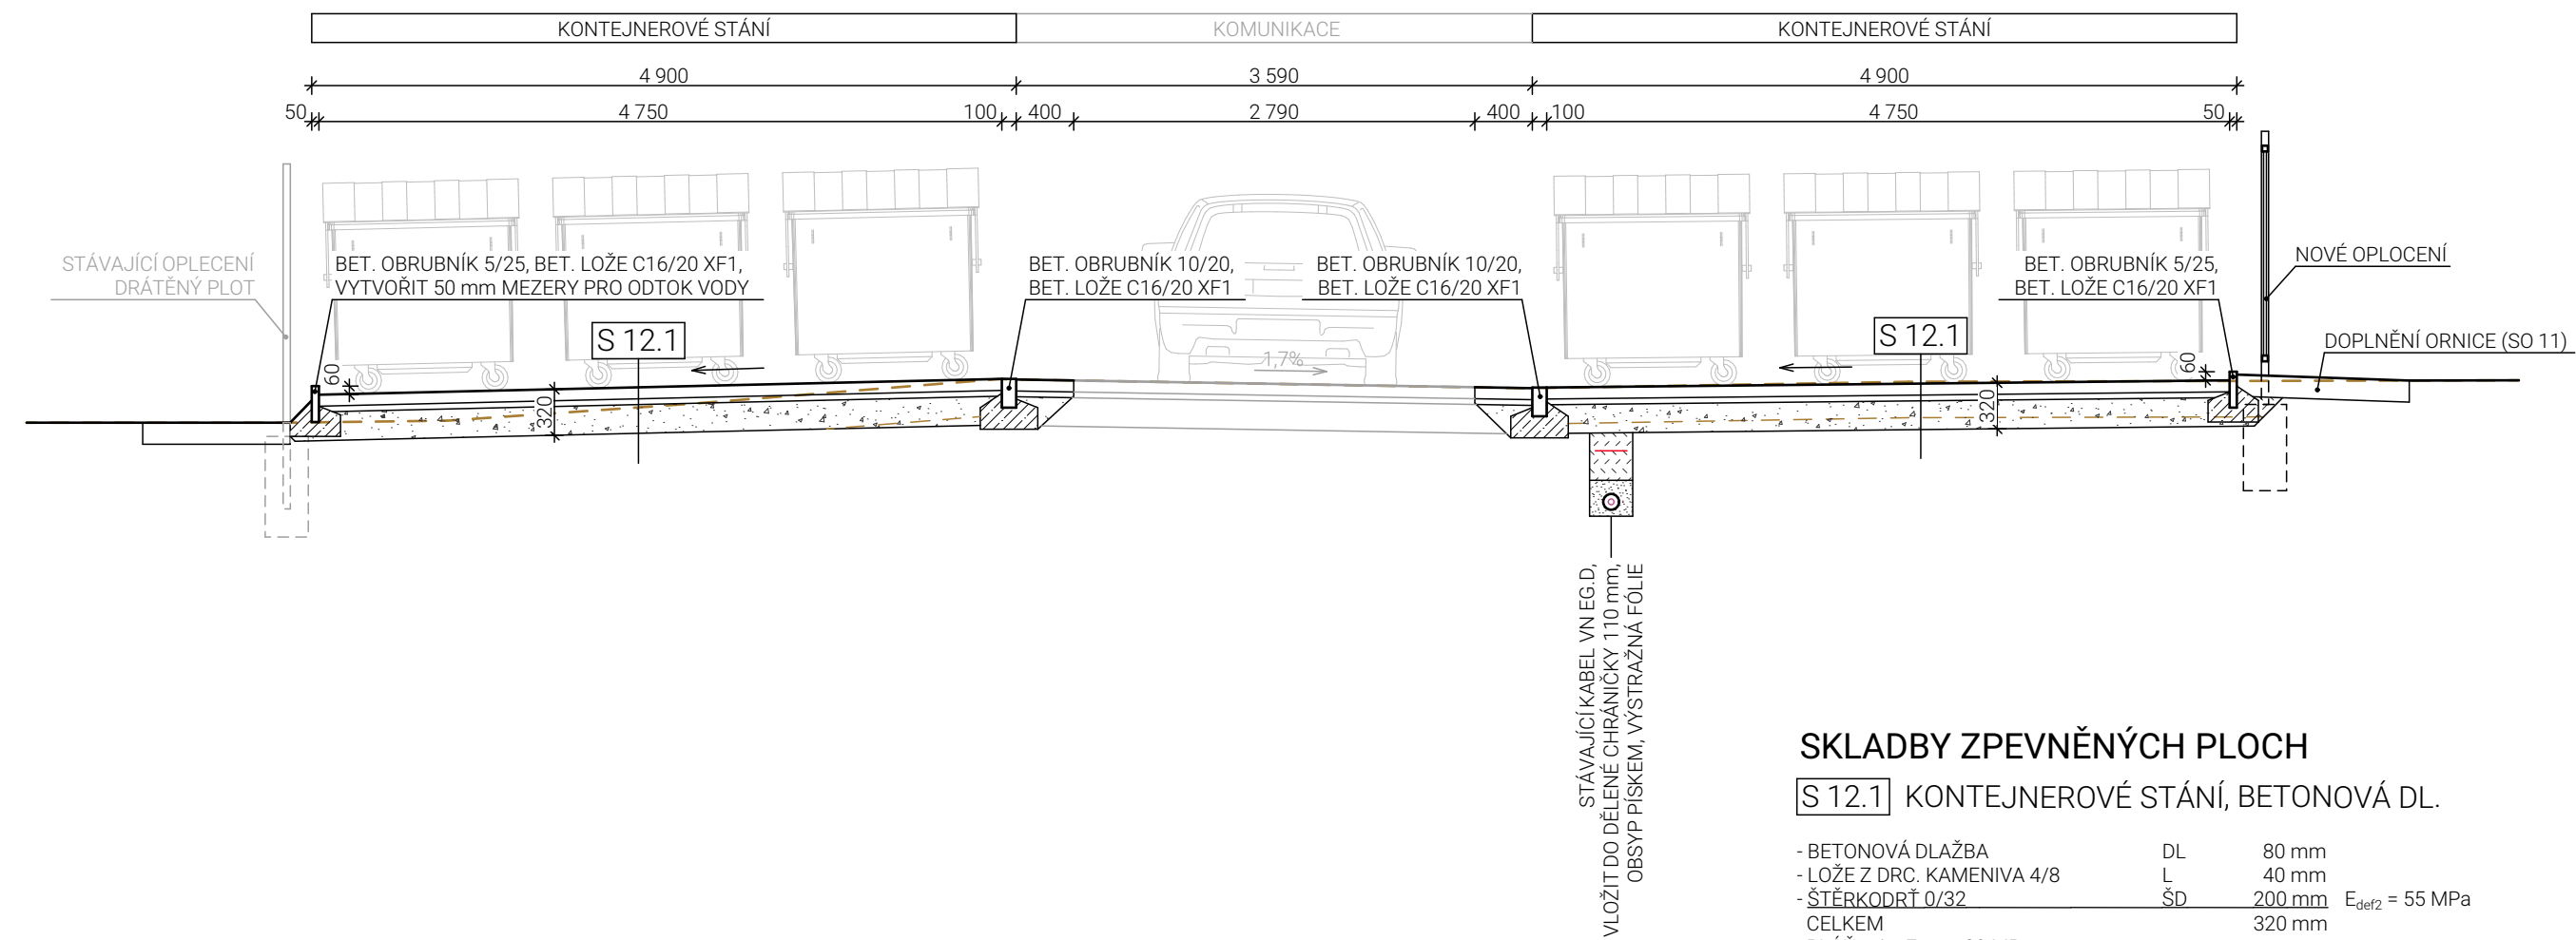 KONTEJNEROVÉ STÁNÍ
KOMUNIKACE
KONTEJNEROVÉ STÁNÍ
4 900
3 590
4 900
50
4 750
100
400
2 790
400
100
4 750
50
STÁVAJÍCÍ OPLECENÍ
DRÁTĚNÝ PLOT
BET. OBRUBNÍK 5/25, BET. LOŽE C16/20 XF1,
VYTVOŘIT 50 mm MEZERY PRO ODTOK VODY
BET. OBRUBNÍK 10/20,
BET. LOŽE C16/20 XF1
BET. OBRUBNÍK 10/20,
BET. LOŽE C16/20 XF1
BET. OBRUBNÍK 5/25,
BET. LOŽE C16/20 XF1
NOVÉ OPLOCENÍ
DOPLNĚNÍ ORNICE (SO 11)
S 12.1
S 12.1
1,7%
60
320
60
320
STÁVAJÍCÍ KABEL VN EG.D,
VLOŽIT DO DĚLENÉ CHRÁNIČKY 110 mm,
OBSYP PÍSKEM, VÝSTRAŽNÁ FÓLIE
SKLADBY ZPEVNĚNÝCH PLOCH
S 12.1 KONTEJNEROVÉ STÁNÍ, BETONOVÁ DL.
- BETONOVÁ DLAŽBA DL 80 mm
- LOŽE Z DRC. KAMENIVA 4/8 L 40 mm
- ŠTĚRKODRŤ 0/32 ŠD 200 mm Edef2 = 55 MPa
CELKEM 320 mm